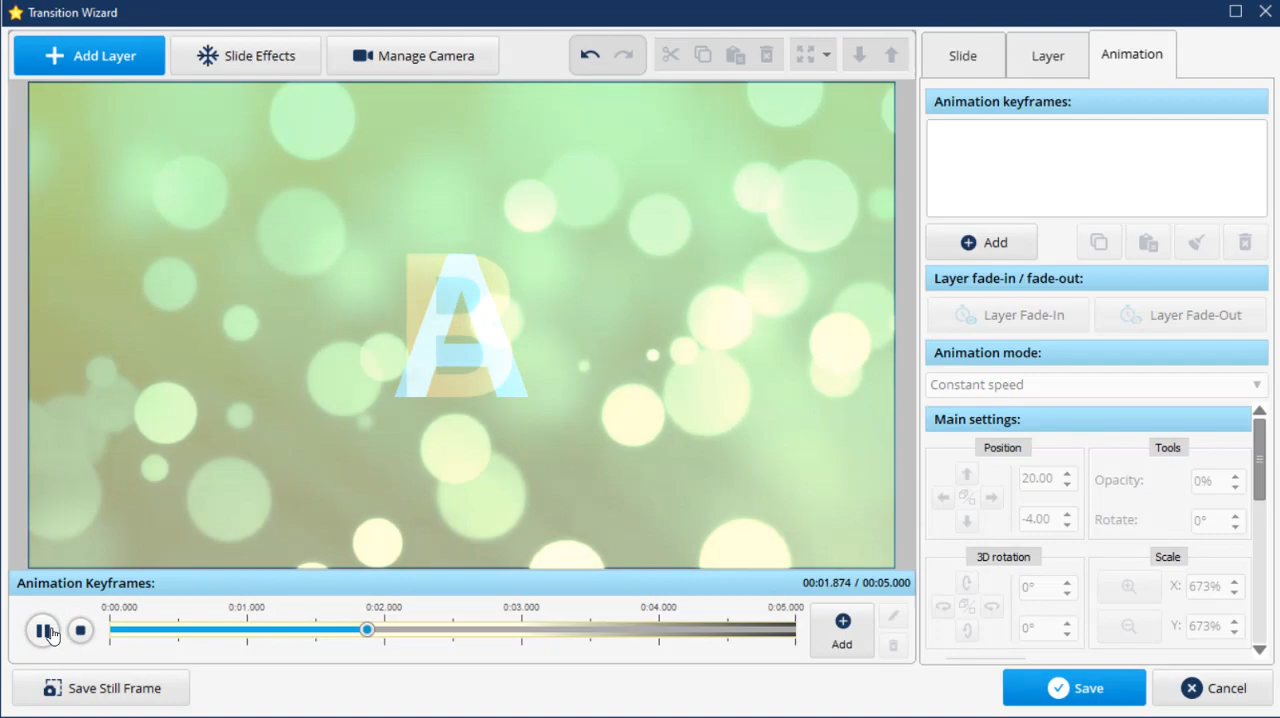 Transition Wizard
Add Layer
Slide Effects
Manage Camera
Slide
Layer
Animation
Animation keyframes:
Add
Layer fade-in / fade-out:
Layer Fade-In
Layer Fade-Out
Animation mode:
Constant speed
Main settings:
Position
Tools
20.00
Opacity:
0%
-4.00
Rotate:
0°
3D rotation
Scale
0°
X:
673%
0°
Y:
673%
B
A
Animation Keyframes:
00:01.874 / 00:05.000
0:00.000
0:01.000
0:02.000
0:03.000
0:04.000
0:05.000
Add
Save Still Frame
Save
Cancel